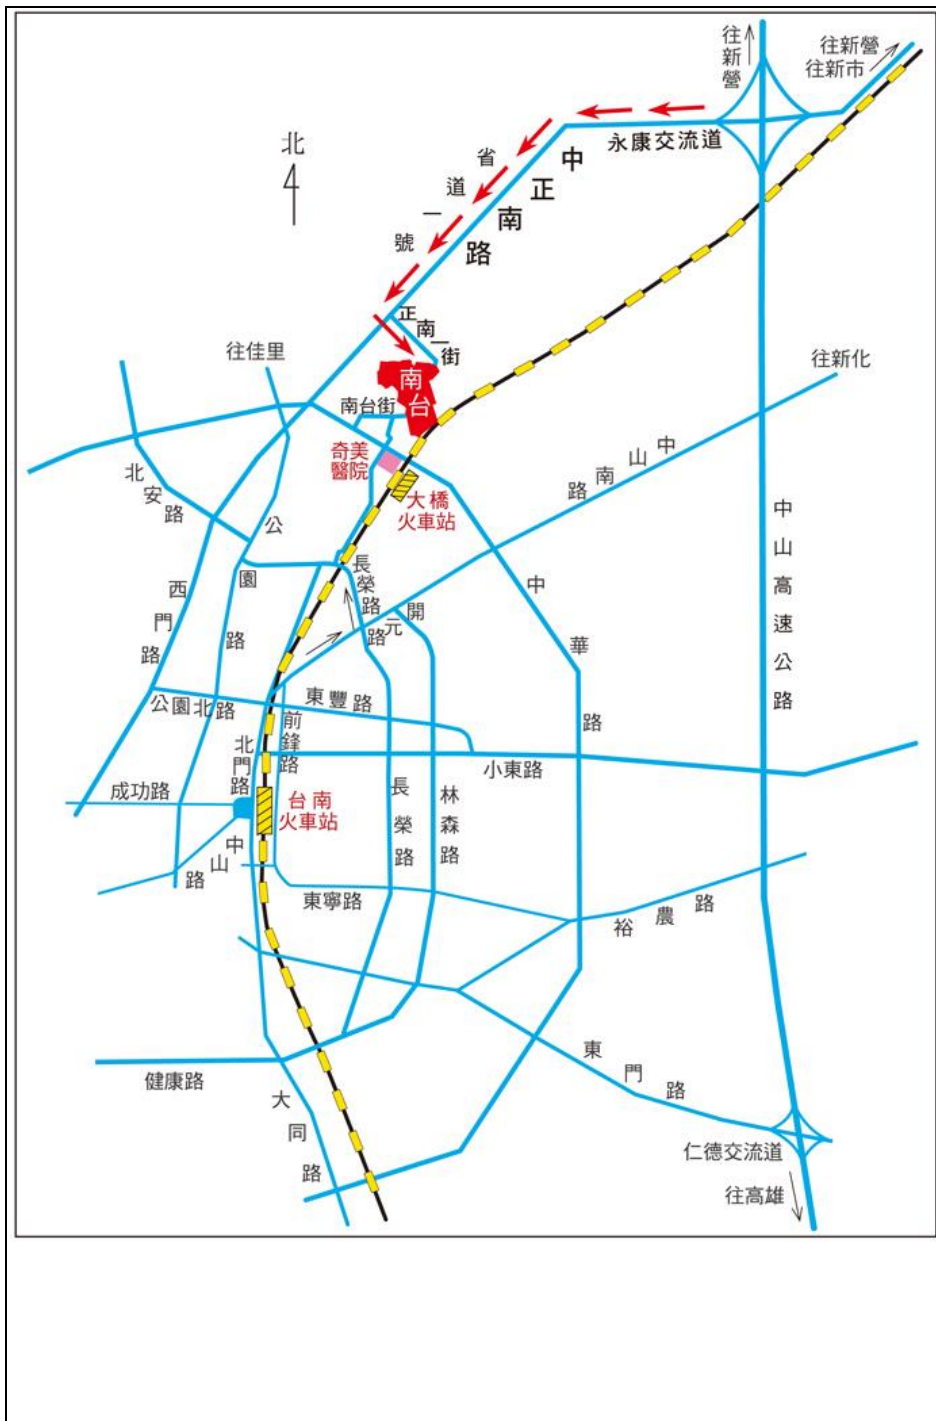 往新營
往新營
往新市
永康交流道
北
省道一號
中正南路
正南一街
往佳里
往新化
南台
南台街
奇美
醫院
大橋
火車站
中山南路
北安路
公園路
中山高速公路
長榮路
開元路
中華路
西門路
公園北路
東豐路
前鋒路
北門路
小東路
成功路
台南
火車站
長榮路
林森路
中山路
東寧路
裕農路
東門路
健康路
大同路
仁德交流道
往高雄